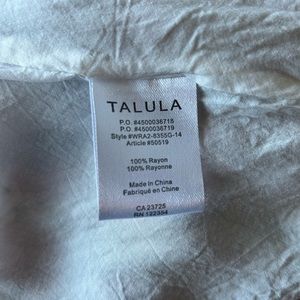 TALULA
P.O. #4500036718
P.O. #4500036719
Style #WRA2-8355G-14
Article #50519
100% Rayon
100% Rayonne
Made in China
Fabriqué en Chine
CA 23725
RN 122354